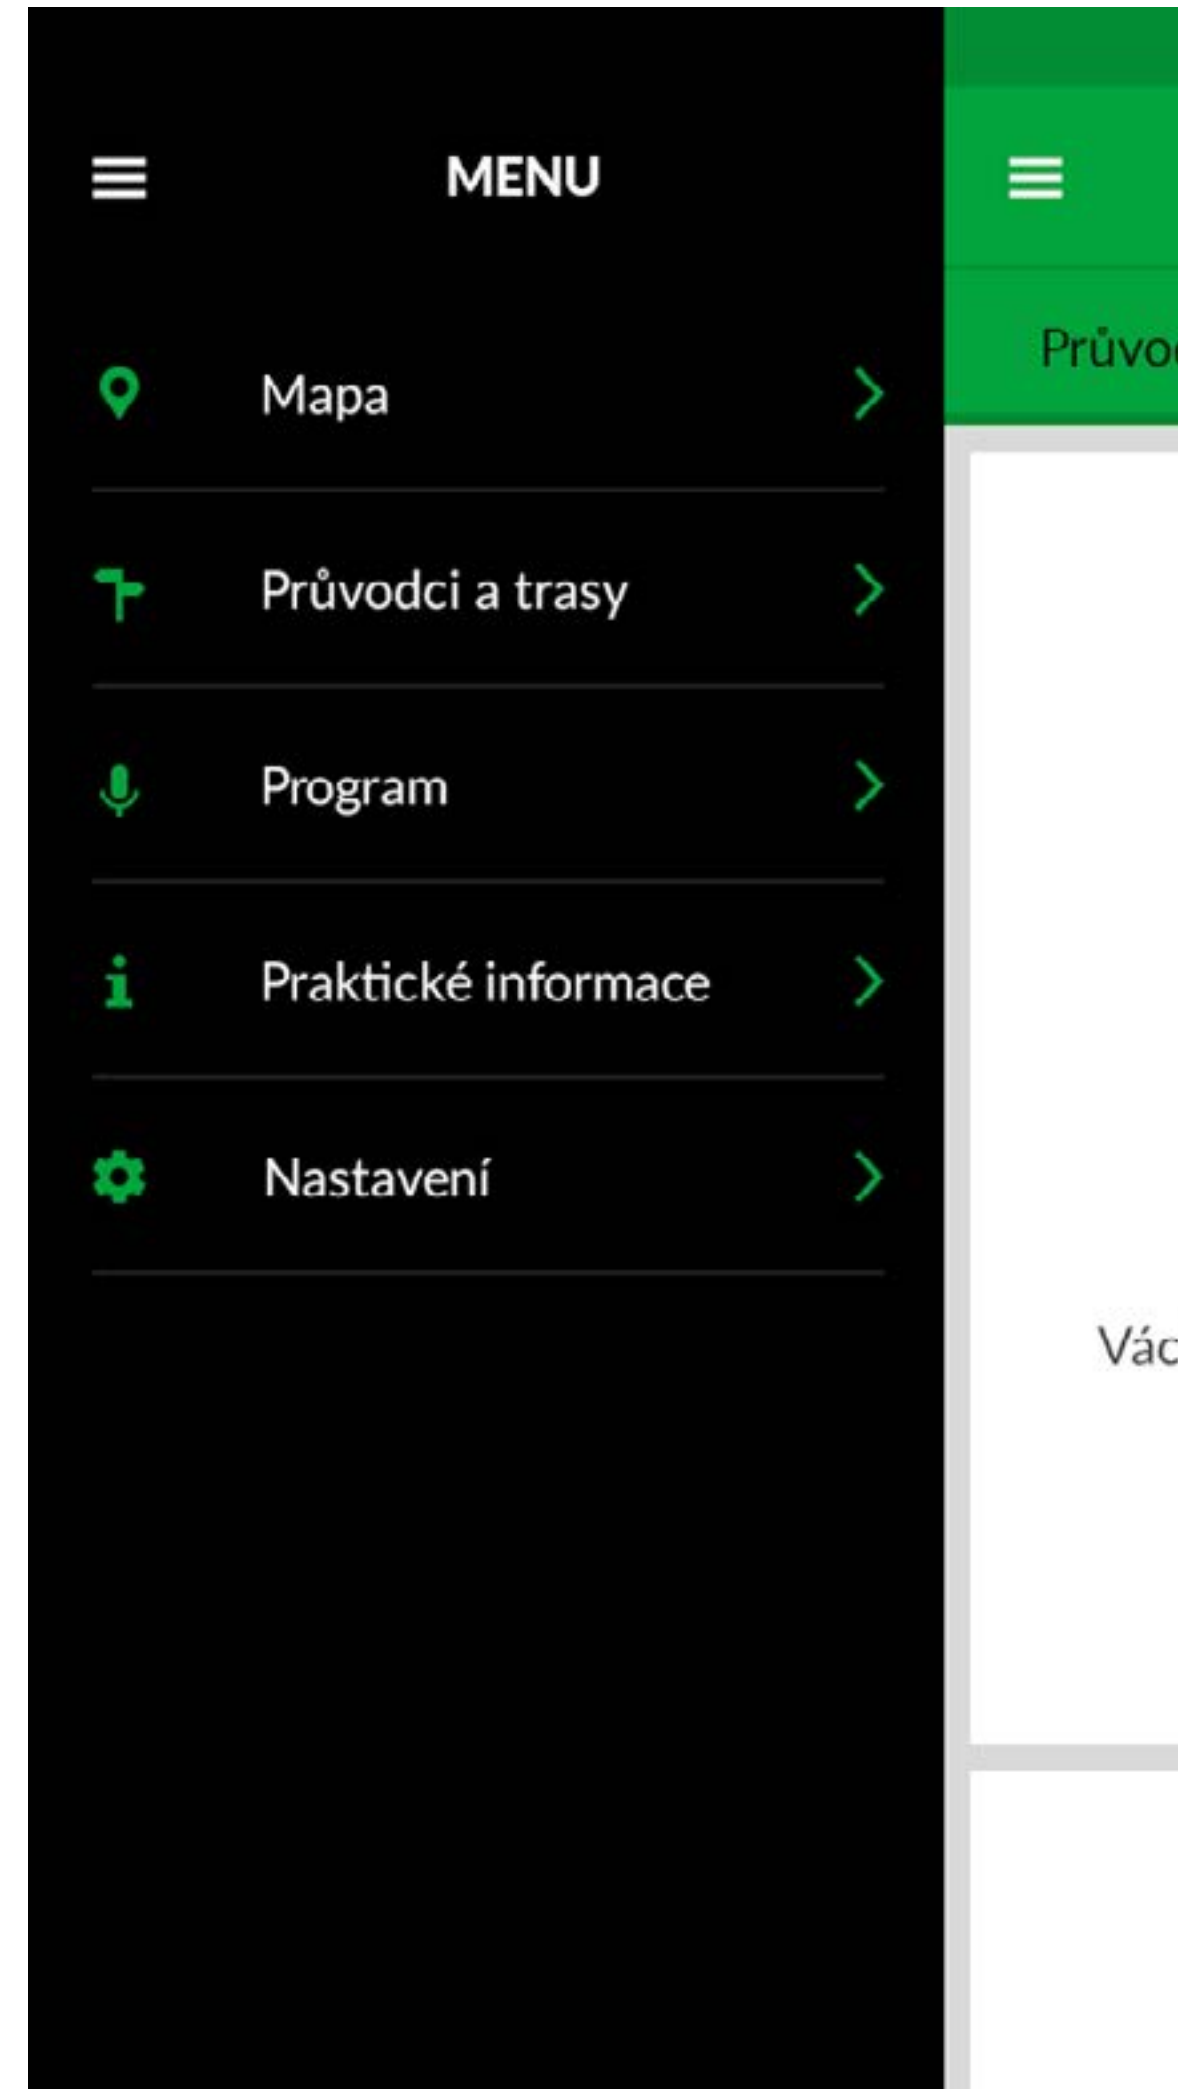 MENU
Mapa
Průvodci a trasy
Program
Praktické informace
Nastavení